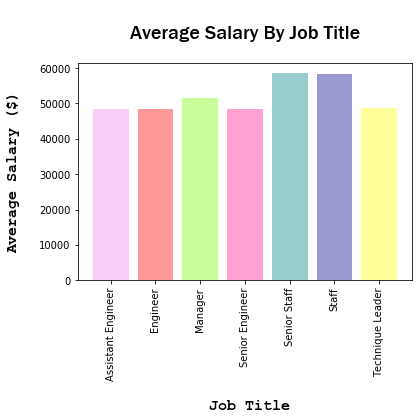 Average Salary By Job Title
Average Salary ($)
60000
50000
40000
30000
20000
10000
0
Assistant Engineer
Engineer
Manager
Senior Engineer
Senior Staff
Staff
Technique Leader
Job Title